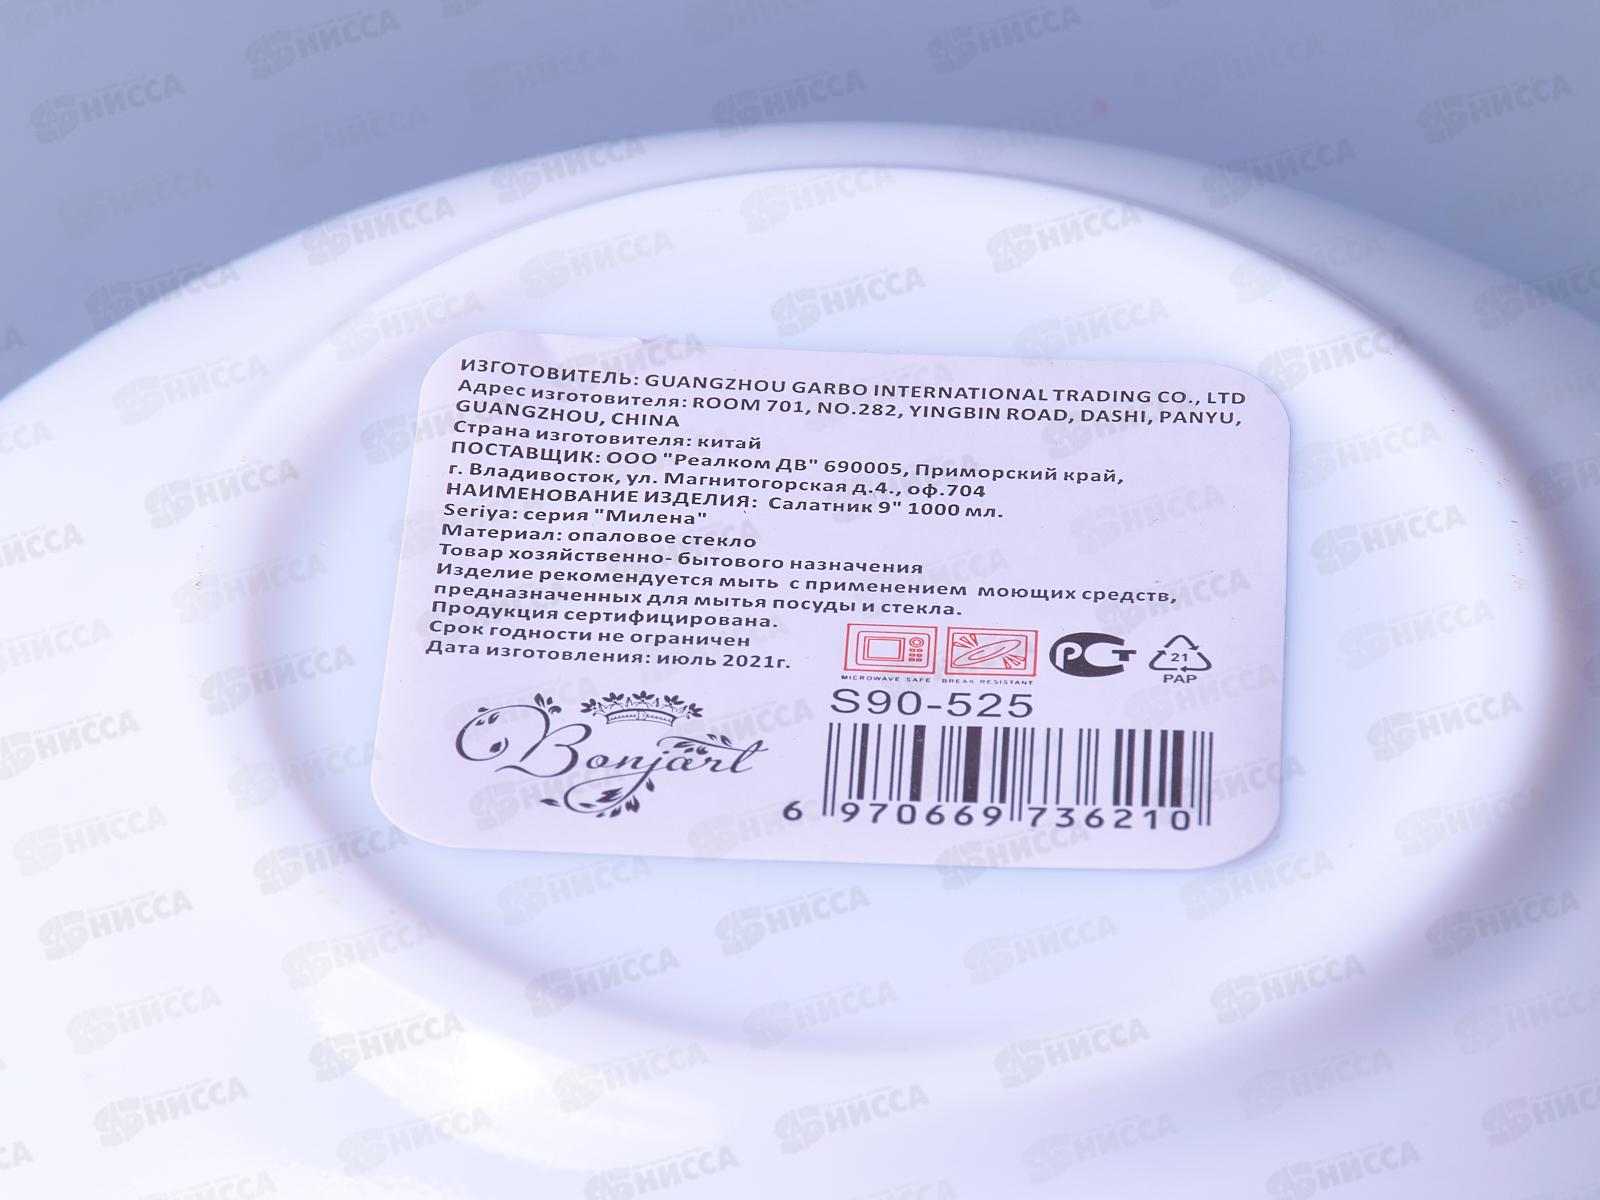 ИЗГОТОВИТЕЛЬ: GUANGZHOU GARBO INTERNATIONAL TRADING CO., LTD
Адрес изготовителя: ROOM 701, NO.282, YINGBIN ROAD, DASHI, PANYU,
GUANGZHOU, CHINA
Страна изготовителя: китай
ПОСТАВЩИК: ООО "Реалком ДВ" 690005, Приморский край,
г. Владивосток, ул. Магнитогорская д.4., оф.704
НАИМЕНОВАНИЕ ИЗДЕЛИЯ: Салатник 9" 1000 мл.
Seriya: серия "Милена"
Материал: опаловое стекло
Товар хозяйственно- бытового назначения
Изделие рекомендуется мыть с применением моющих средств,
предназначенных для мытья посуды и стекла.
Продукция сертифицирована.
Срок годности не ограничен
Дата изготовления: июль 2021г.
MICROWAVE SAFE BREAK RESISTANT
РСТ
21
PAP
S90-525
Bonjart
6 970669 736210
НИССА